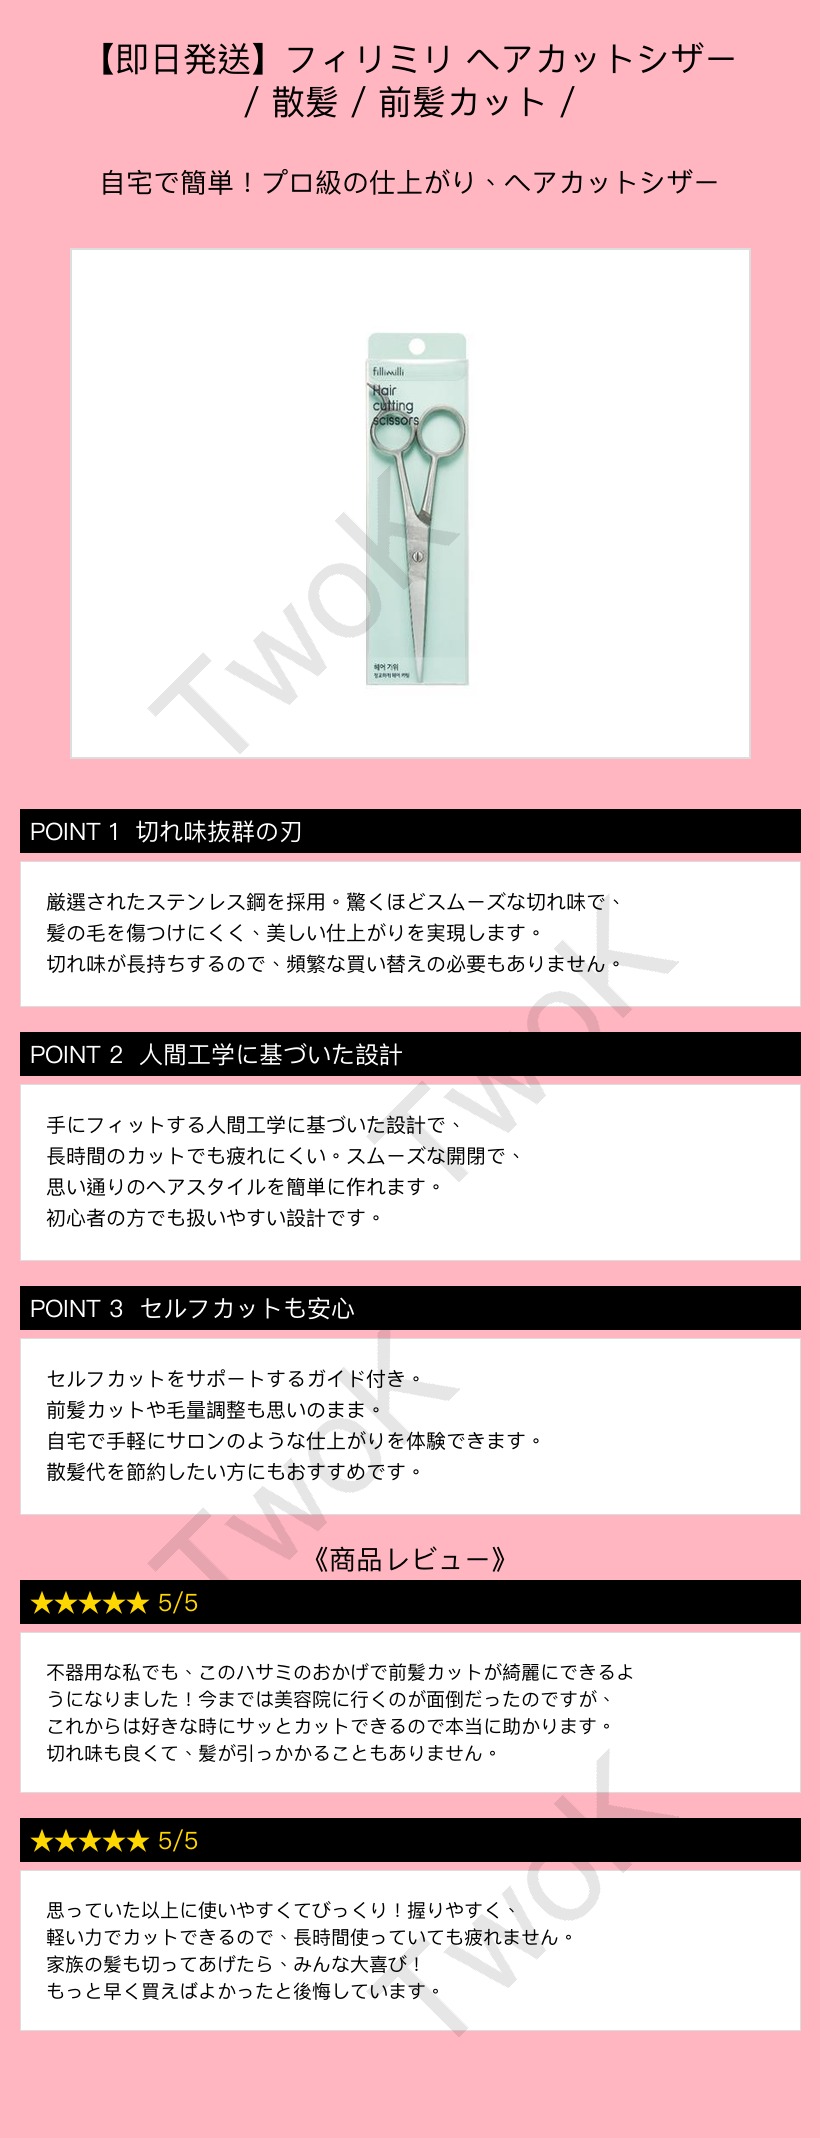 【即日発送】フィリミリ ヘアカットシザー
/ 散髪 / 前髪カット /
自宅で簡単！プロ級の仕上がり、ヘアカットシザー
fillimilli
Hair
cutting
scissors
헤어 가위
정교하게 헤어 커팅
TwoK
POINT 1 切れ味抜群の刃
厳選されたステンレス鋼を採用。驚くほどスムーズな切れ味で、
髪の毛を傷つけにくく、美しい仕上がりを実現します。
切れ味が長持ちするので、頻繁な買い替えの必要もありません。
TwoK
POINT 2 人間工学に基づいた設計
手にフィットする人間工学に基づいた設計で、
長時間のカットでも疲れにくい。スムーズな開閉で、
思い通りのヘアスタイルを簡単に作れます。
初心者の方でも扱いやすい設計です。
POINT 3 セルフカットも安心
セルフカットをサポートするガイド付き。
前髪カットや毛量調整も思いのまま。
自宅で手軽にサロンのような仕上がりを体験できます。
散髪代を節約したい方にもおすすめです。
TwoK
《商品レビュー》
★★★★★ 5/5
不器用な私でも、このハサミのおかげで前髪カットが綺麗にできるよ
うになりました！今までは美容院に行くのが面倒だったのですが、
これからは好きな時にサッとカットできるので本当に助かります。
切れ味も良くて、髪が引っかかることもありません。
★★★★★ 5/5
思っていた以上に使いやすくてびっくり！握りやすく、
軽い力でカットできるので、長時間使っていても疲れません。
家族の髪も切ってあげたら、みんな大喜び！
もっと早く買えばよかったと後悔しています。
TwoK